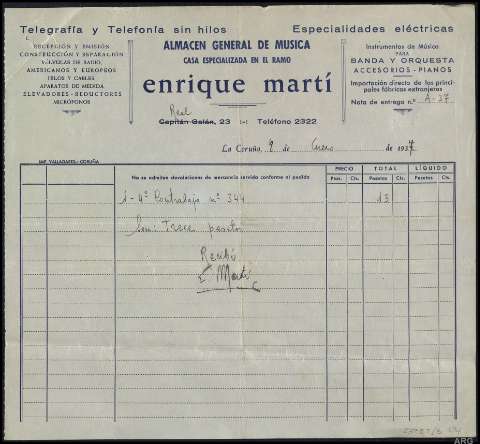 Telegrafía y Telefonía sin hilos
Especialidades eléctricas
RECEPCIÓN Y EMISIÓN
CONSTRUCCIÓN Y REPARACIÓN
VÁLVULAS DE RADIO,
AMERICANOS Y EUROPEOS
HILOS Y CABLES
APARATOS DE MEDIDA
ELEVADORES - REDUCTORES
MICRÓFONOS
ALMACEN GENERAL DE MUSICA
CASA ESPECIALIZADA EN EL RAMO
enrique martí
Real
Capitán Galán, 23 Teléfono 2322
Instrumentos de Música
PARA
BANDA Y ORQUESTA
ACCESORIOS - PIANOS
Importación directa de las principales fábricas extranjeras
Nota de entrega n.º A-37
La Coruña, 9 de Enero de 1937
IMP. VALLADARES-CORUÑA
No se admiten devoluciones de mercancía servida conforme al pedido
PRECIO TOTAL LÍQUIDO
Ptas. Cts. Pesetas Cts. Pesetas Cts.
1 - 4ª Contrabajo nº 344 13
Son: Trece pesetas
Recibí
E. Martí
ARG